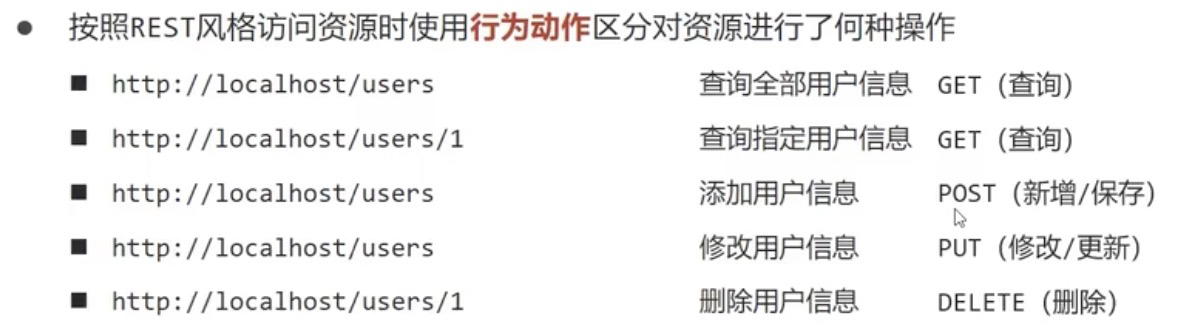 按照REST风格访问资源时使用行为动作区分对资源进行了何种操作
http://localhost/users 查询全部用户信息 GET（查询）
http://localhost/users/1 查询指定用户信息 GET（查询）
http://localhost/users 添加用户信息 POST（新增/保存）
http://localhost/users 修改用户信息 PUT（修改/更新）
http://localhost/users/1 删除用户信息 DELETE（删除）